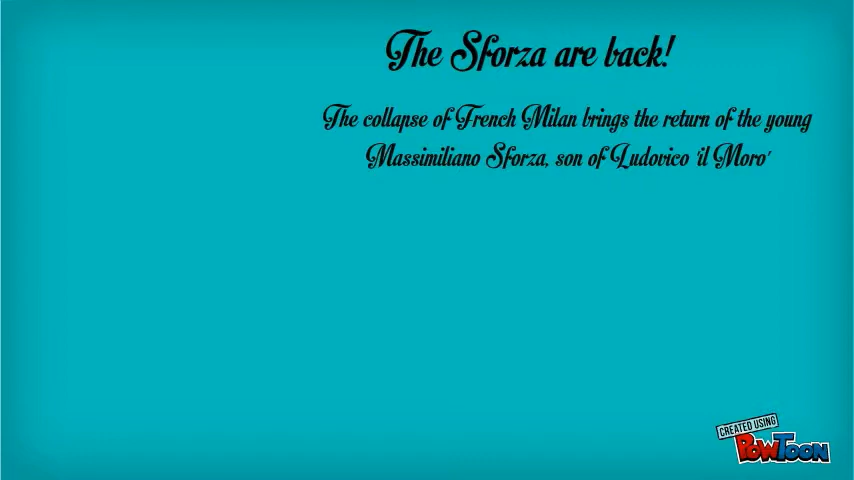 The Sforza are back!
The collapse of French Milan brings the return of the young
Massimiliano Sforza, son of Ludovico 'il Moro'
CREATED USING
POWTOON